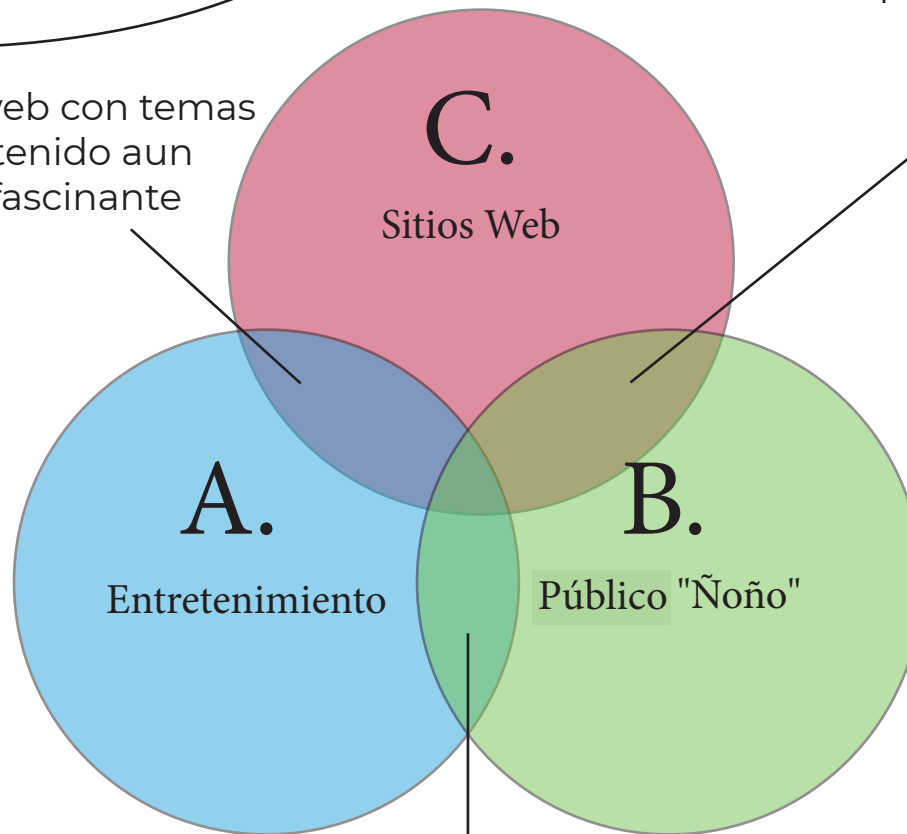 web con temas
tenido aun
fascinante
C.
Sitios Web
A.
Entretenimiento
B.
Público "Ñoño"